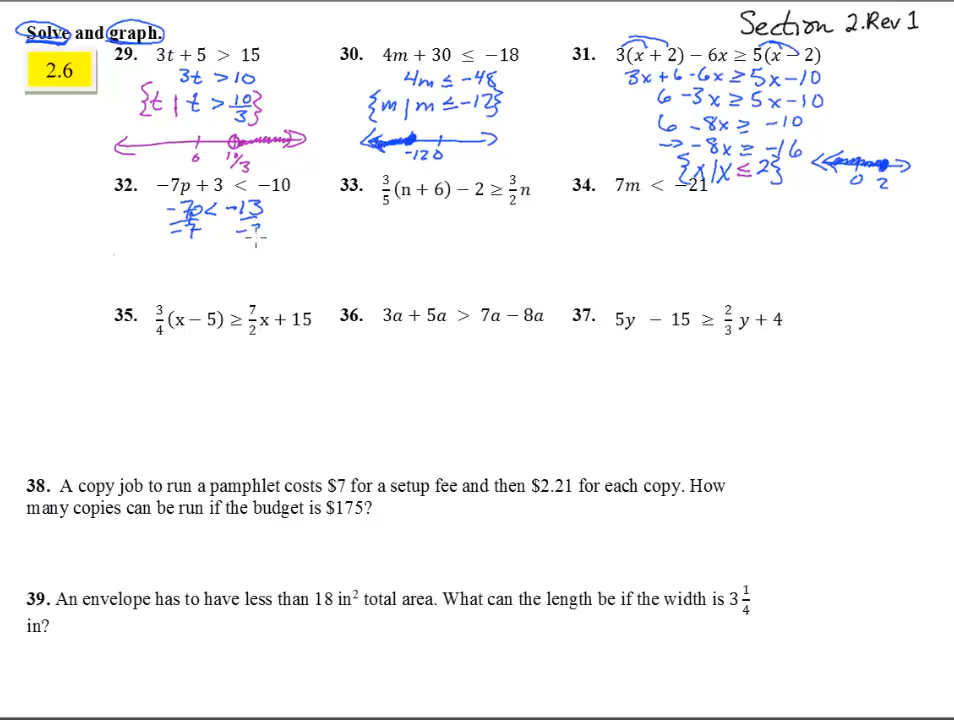 Section 2.Rev 1
Solve and graph.
2.6
29. 3t + 5 > 15
3t > 10
{t | t > 10/3}
0 10/3
30. 4m + 30 ≤ −18
4m ≤ -48
{m | m ≤ -12}
-12 0
31. 3(x + 2) − 6x ≥ 5(x − 2)
3x + 6 - 6x ≥ 5x - 10
6 - 3x ≥ 5x - 10
6 - 8x ≥ -10
→ - 8x ≥ -16
{x | x ≤ 2}
0 2
32. −7p + 3 < −10
-7p < -13
-7 -7
33. 3/5 (n + 6) − 2 ≥ 3/2 n
34. 7m < −21
35. 3/4 (x − 5) ≥ 7/2 x + 15
36. 3a + 5a > 7a − 8a
37. 5y − 15 ≥ 2/3 y + 4
38. A copy job to run a pamphlet costs $7 for a setup fee and then $2.21 for each copy. How
many copies can be run if the budget is $175?
39. An envelope has to have less than 18 in² total area. What can the length be if the width is 3 1/4
in?